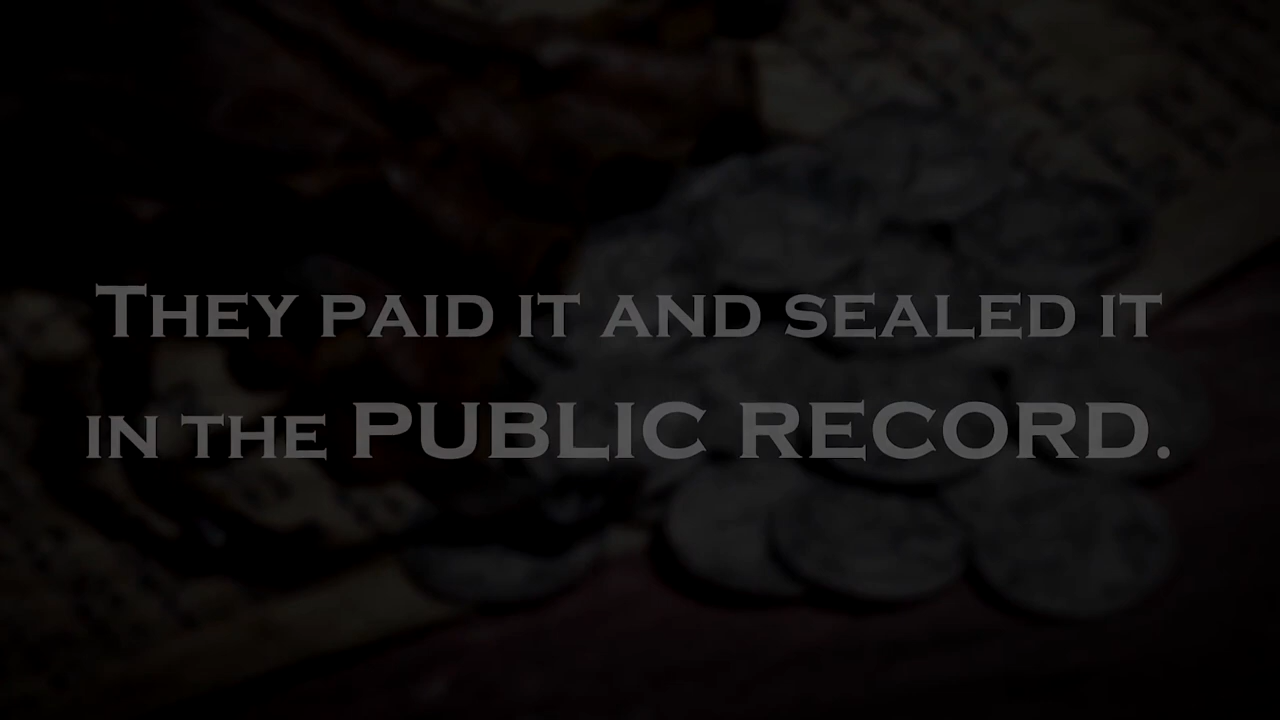 They paid it and sealed it
in the PUBLIC RECORD.